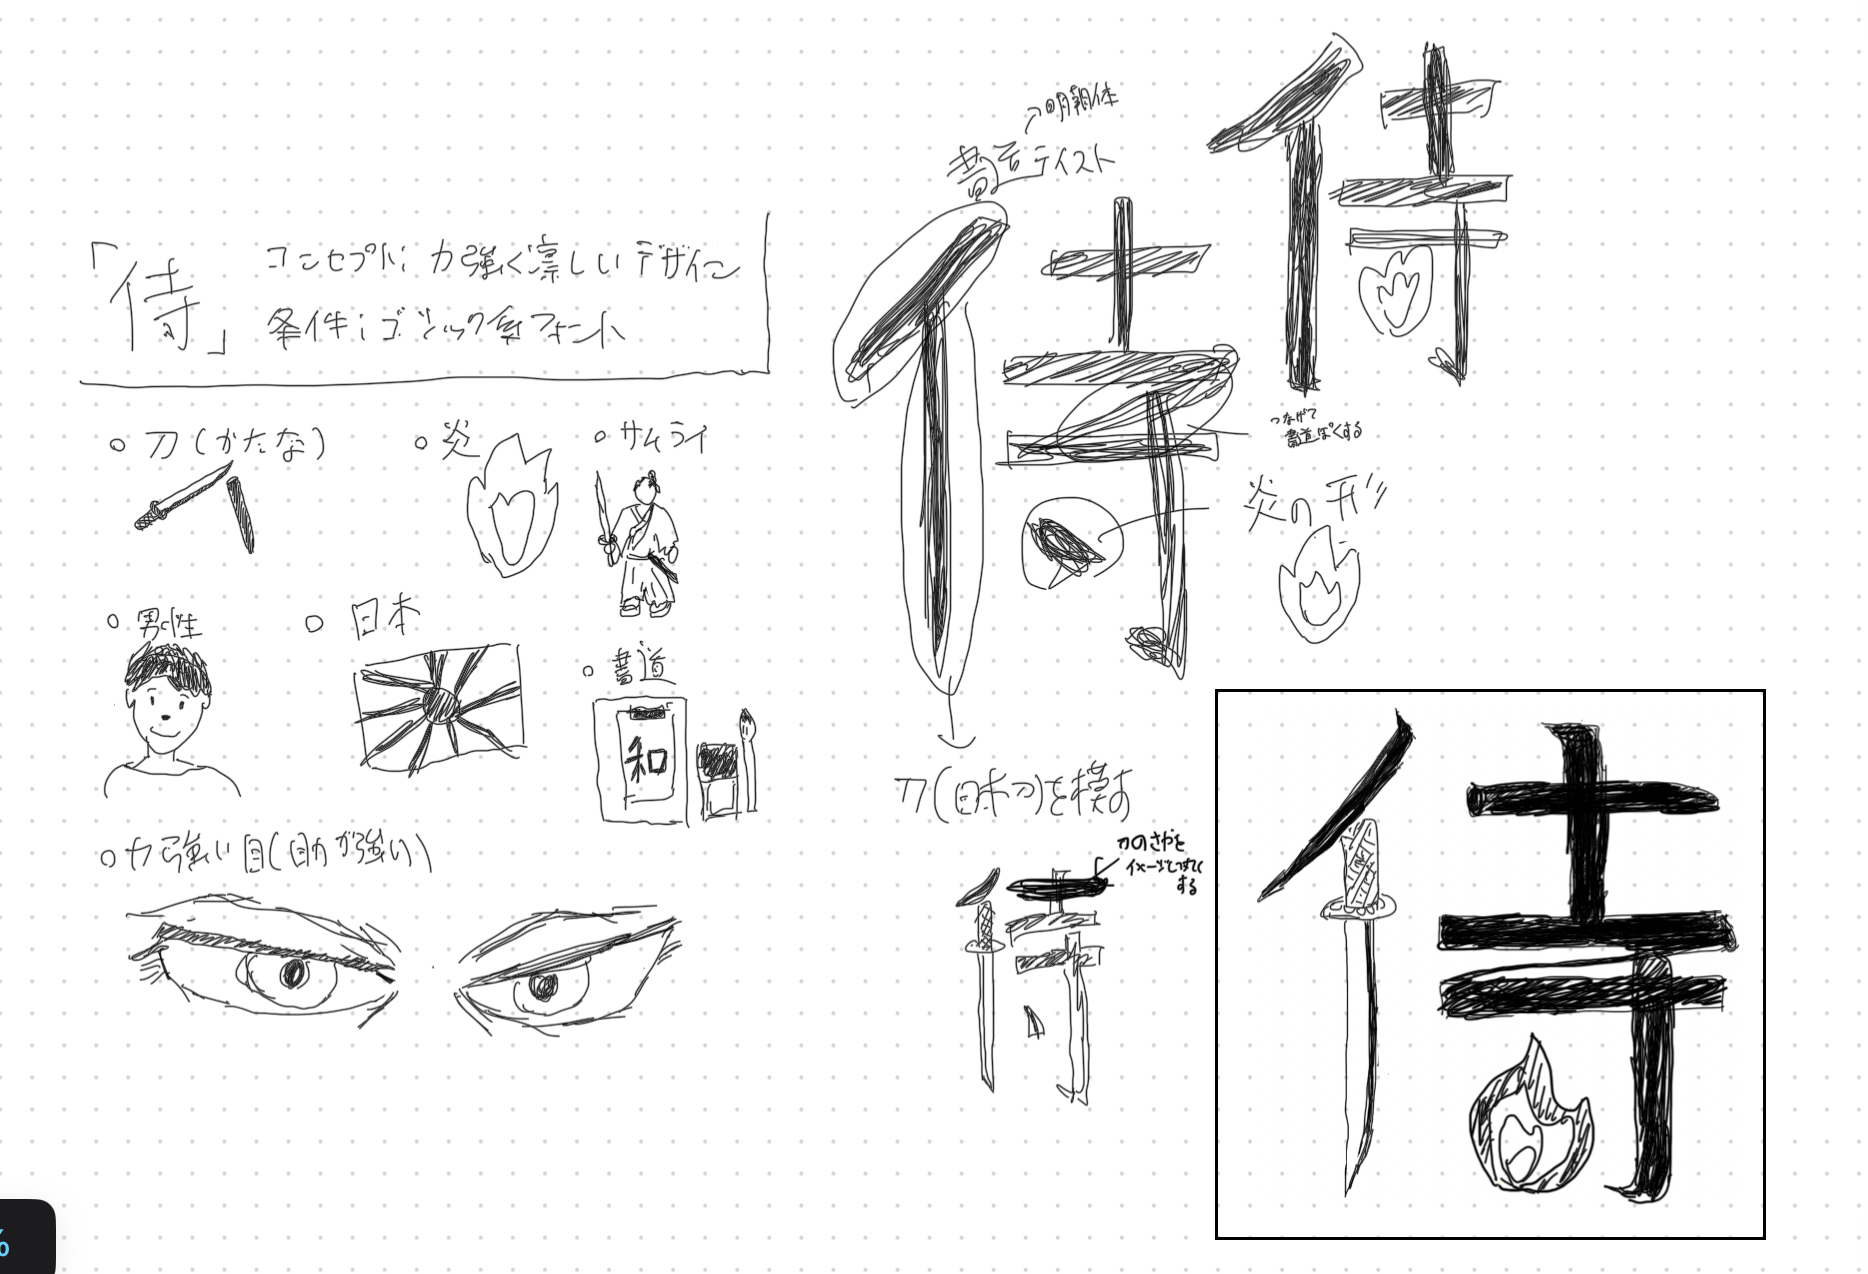 「侍」
コンセプト: 力強く凛しいデザイン
条件: ゴシック系フォント
○ 刀(かたな)
○ 炎
○ サムライ
○ 男性
○ 日本
○ 書道
和
○ 力強い目(目力が強い)
明朝体
書道テイスト
侍
侍
つなげて
書道ぽくする
炎の形
刀(日本刀)を模す
刀のさやを
イメージして
する
侍
侍